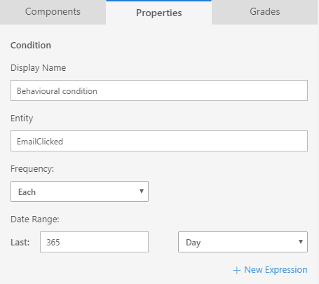 Components Properties Grades
Condition
Display Name
Behavioural condition
Entity
EmailClicked
Frequency:
Each
Date Range:
Last: 365 Day
+ New Expression